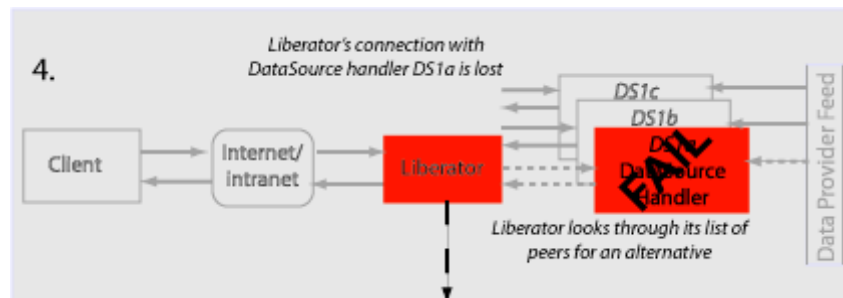 4.
Liberator's connection with
DataSource handler DS1a is lost
DS1c
DS1b
DS1a
DataSource
Handler
FAIL
Client
Internet/
intranet
Liberator
Data Provider Feed
Liberator looks through its list of
peers for an alternative